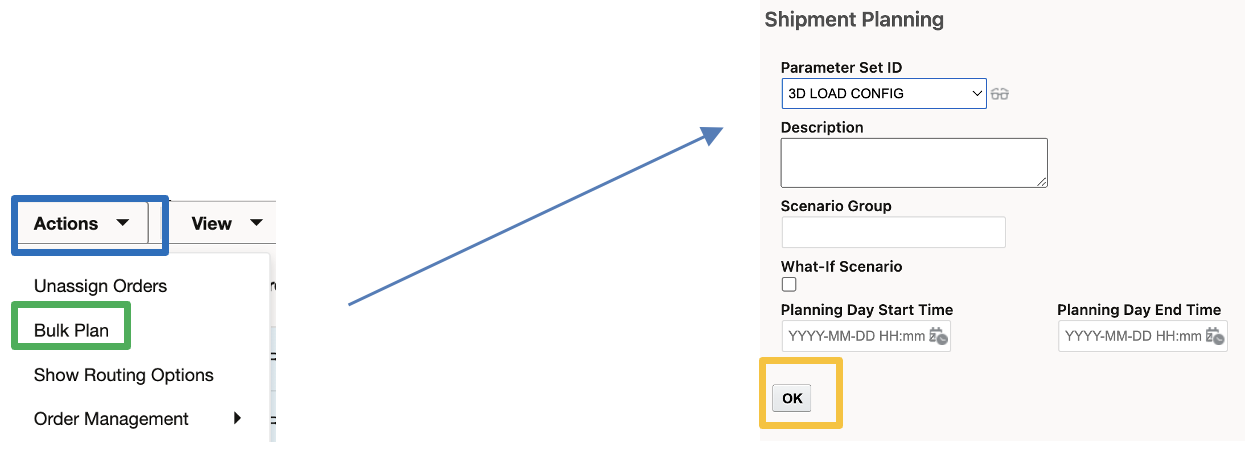 Actions
View
Unassign Orders
Bulk Plan
Show Routing Options
Order Management
Shipment Planning
Parameter Set ID
3D LOAD CONFIG
Description
Scenario Group
What-If Scenario
Planning Day Start Time
Planning Day End Time
YYYY-MM-DD HH:mm
YYYY-MM-DD HH:mm
OK